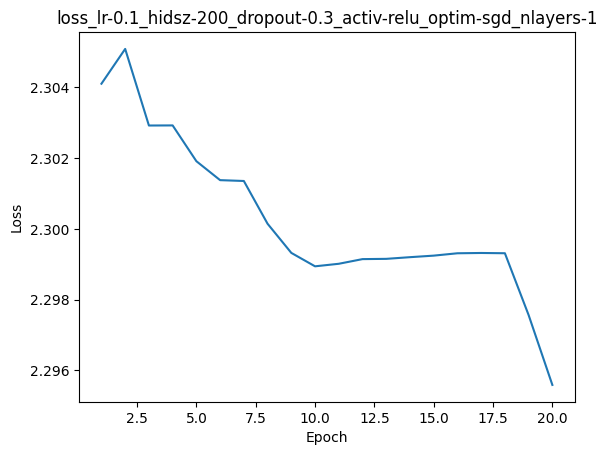 loss_lr-0.1_hidsz-200_dropout-0.3_activ-relu_optim-sgd_nlayers-1
2.304
2.302
2.300
2.298
2.296
Loss
2.5 5.0 7.5 10.0 12.5 15.0 17.5 20.0
Epoch